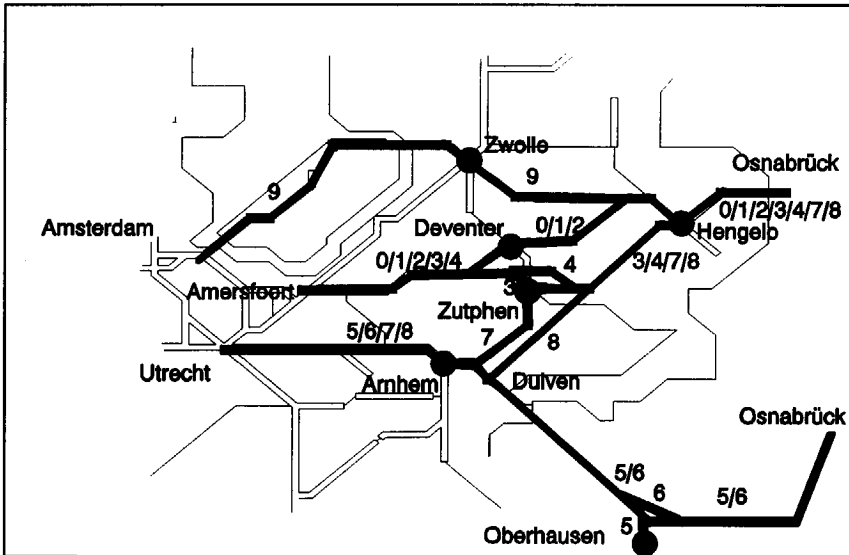 Zwolle
Osnabrück
9
9
0/1/2/3/4/7/8
Amsterdam
Deventer
0/1/2
Hengelo
0/1/2/3/4
4
3/4/7/8
Amersfoort
3
Zutphen
5/6/7/8
7
8
Utrecht
Arnhem
Duiven
Osnabrück
5/6
6
5/6
Oberhausen
5